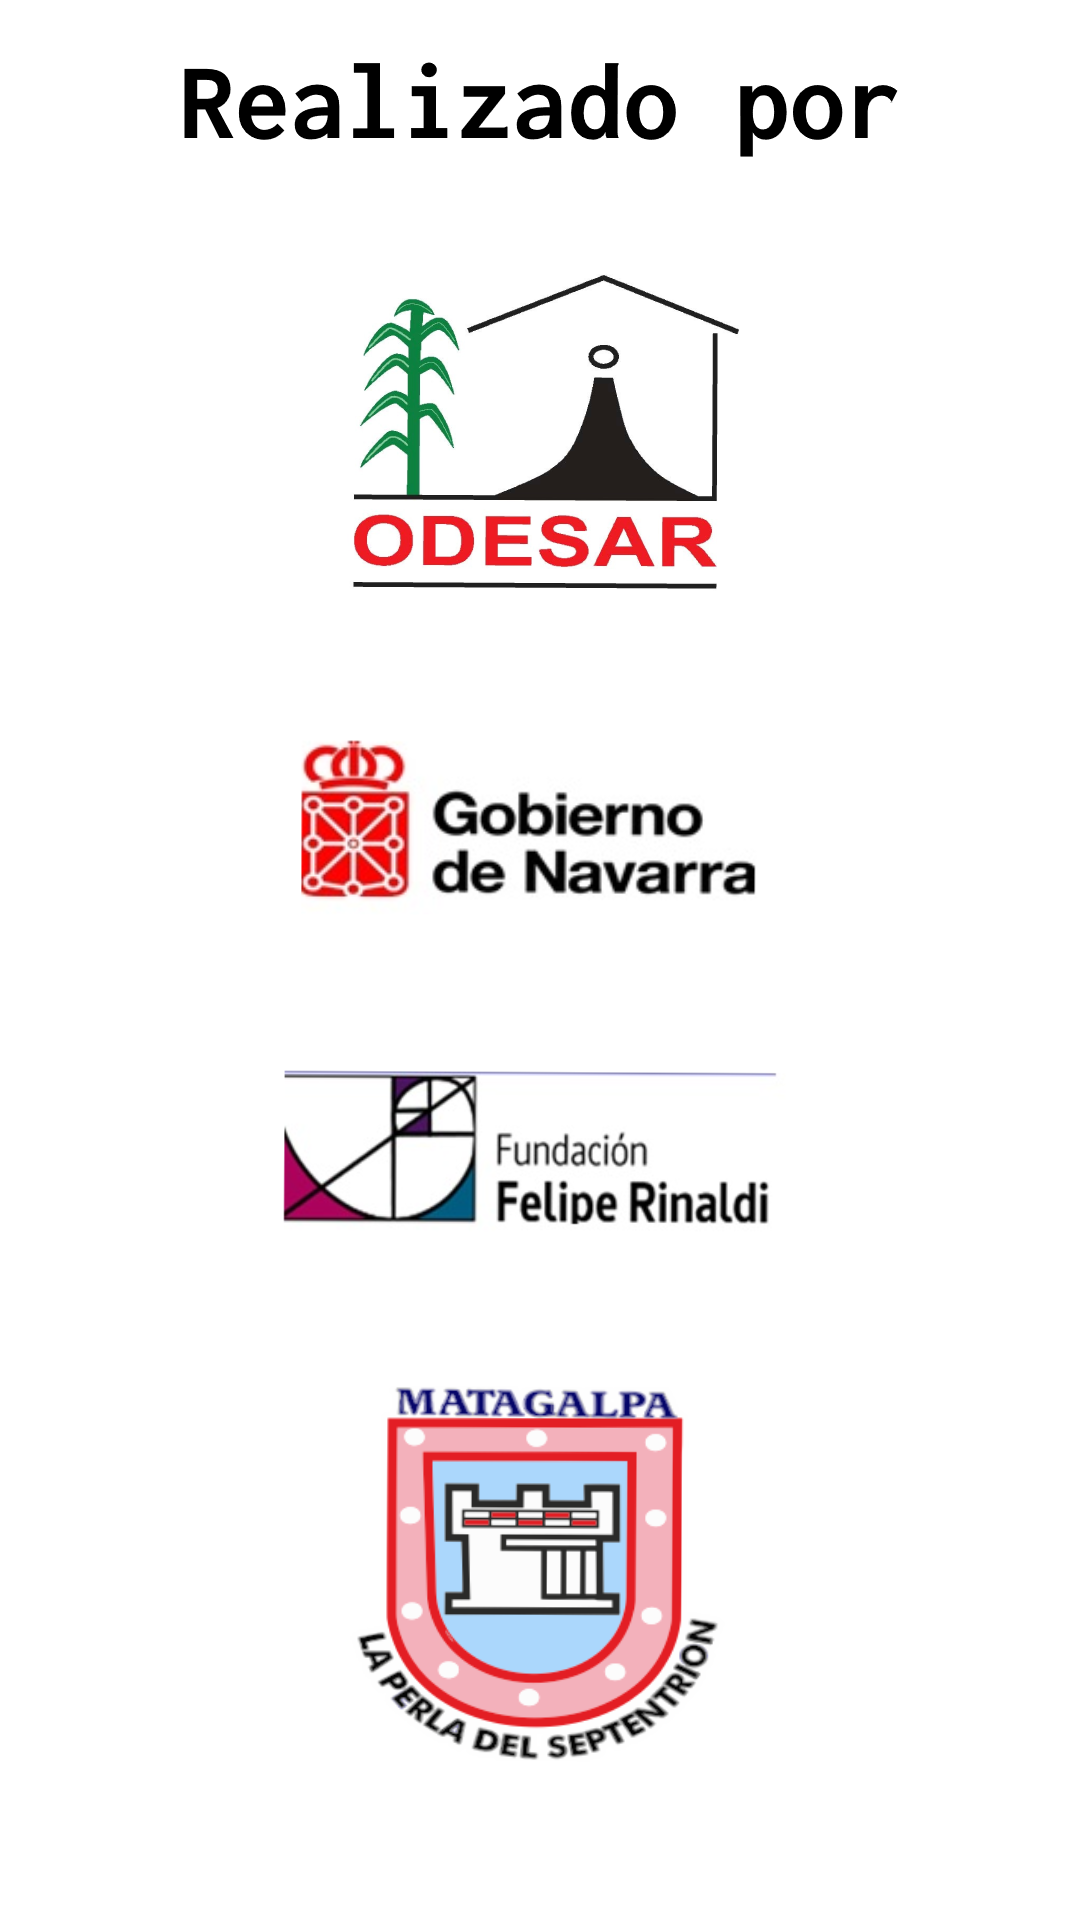 Realizado por
ODESAR
Gobierno
de Navarra
Fundación
Felipe Rinaldi
MATAGALPA
LA PERLA DEL SEPTENTRION